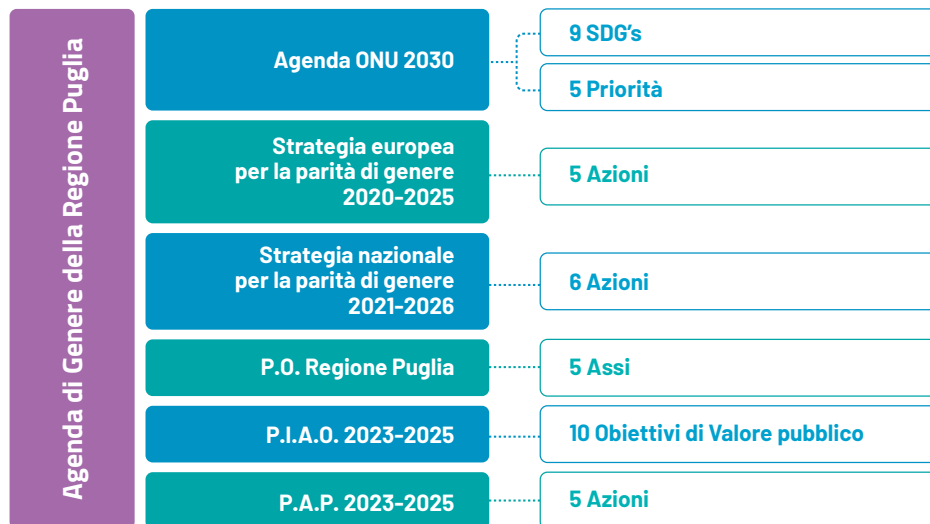 Agenda di Genere della Regione Puglia
Agenda ONU 2030
9 SDG's
5 Priorità
Strategia europea
per la parità di genere
2020-2025
5 Azioni
Strategia nazionale
per la parità di genere
2021-2026
6 Azioni
P.O. Regione Puglia
5 Assi
P.I.A.O. 2023-2025
10 Obiettivi di Valore pubblico
P.A.P. 2023-2025
5 Azioni